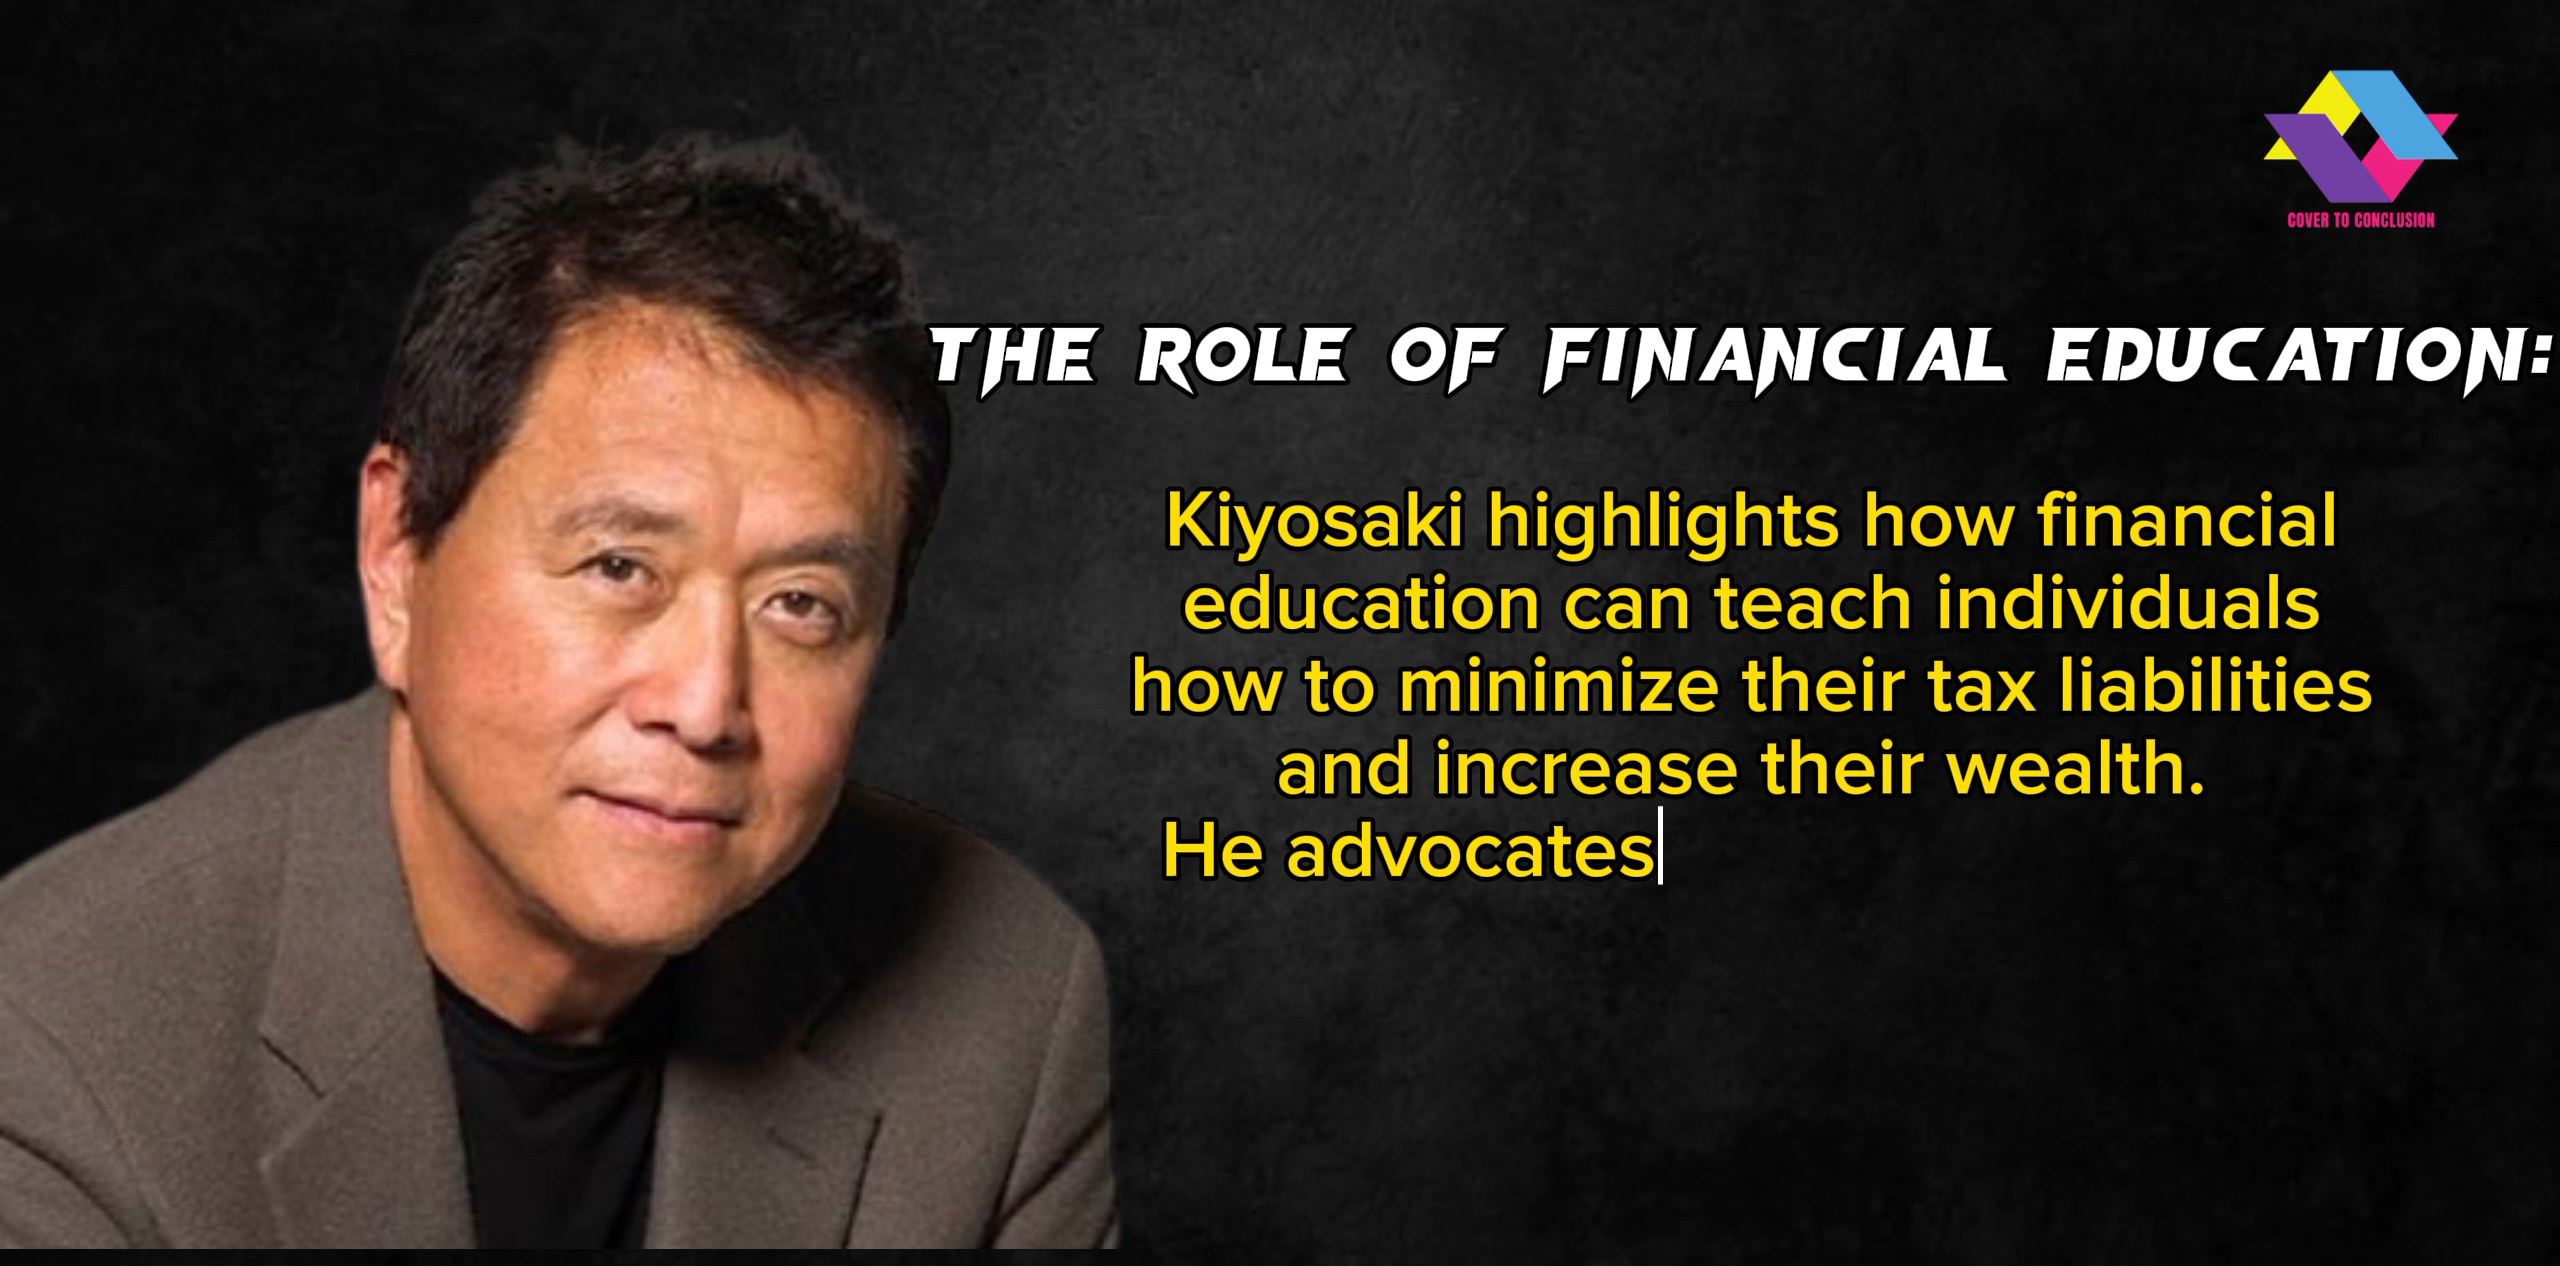 COVER TO CONCLUSION
THE ROLE OF FINANCIAL EDUCATION:
Kiyosaki highlights how financial
education can teach individuals
how to minimize their tax liabilities
and increase their wealth.
He advocates